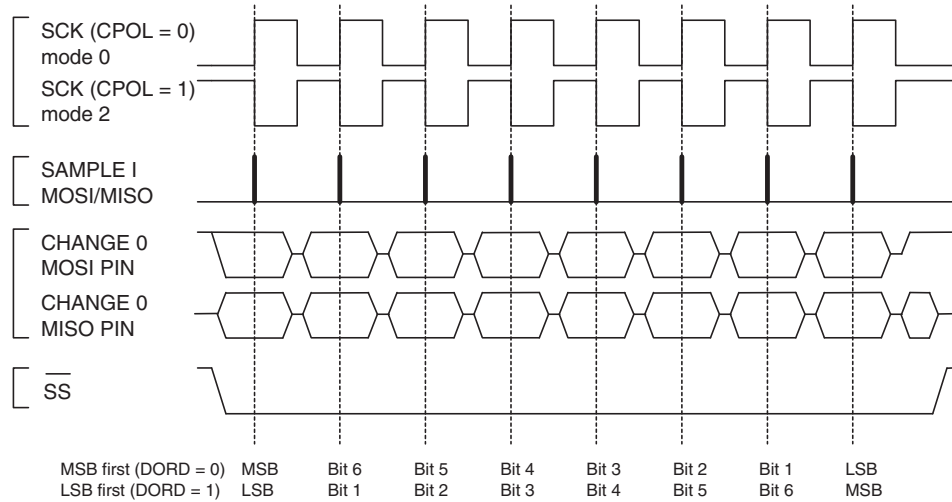 SCK (CPOL = 0)
mode 0
SCK (CPOL = 1)
mode 2
SAMPLE I
MOSI/MISO
CHANGE 0
MOSI PIN
CHANGE 0
MISO PIN
SS
MSB first (DORD = 0) MSB Bit 6 Bit 5 Bit 4 Bit 3 Bit 2 Bit 1 LSB
LSB first (DORD = 1) LSB Bit 1 Bit 2 Bit 3 Bit 4 Bit 5 Bit 6 MSB